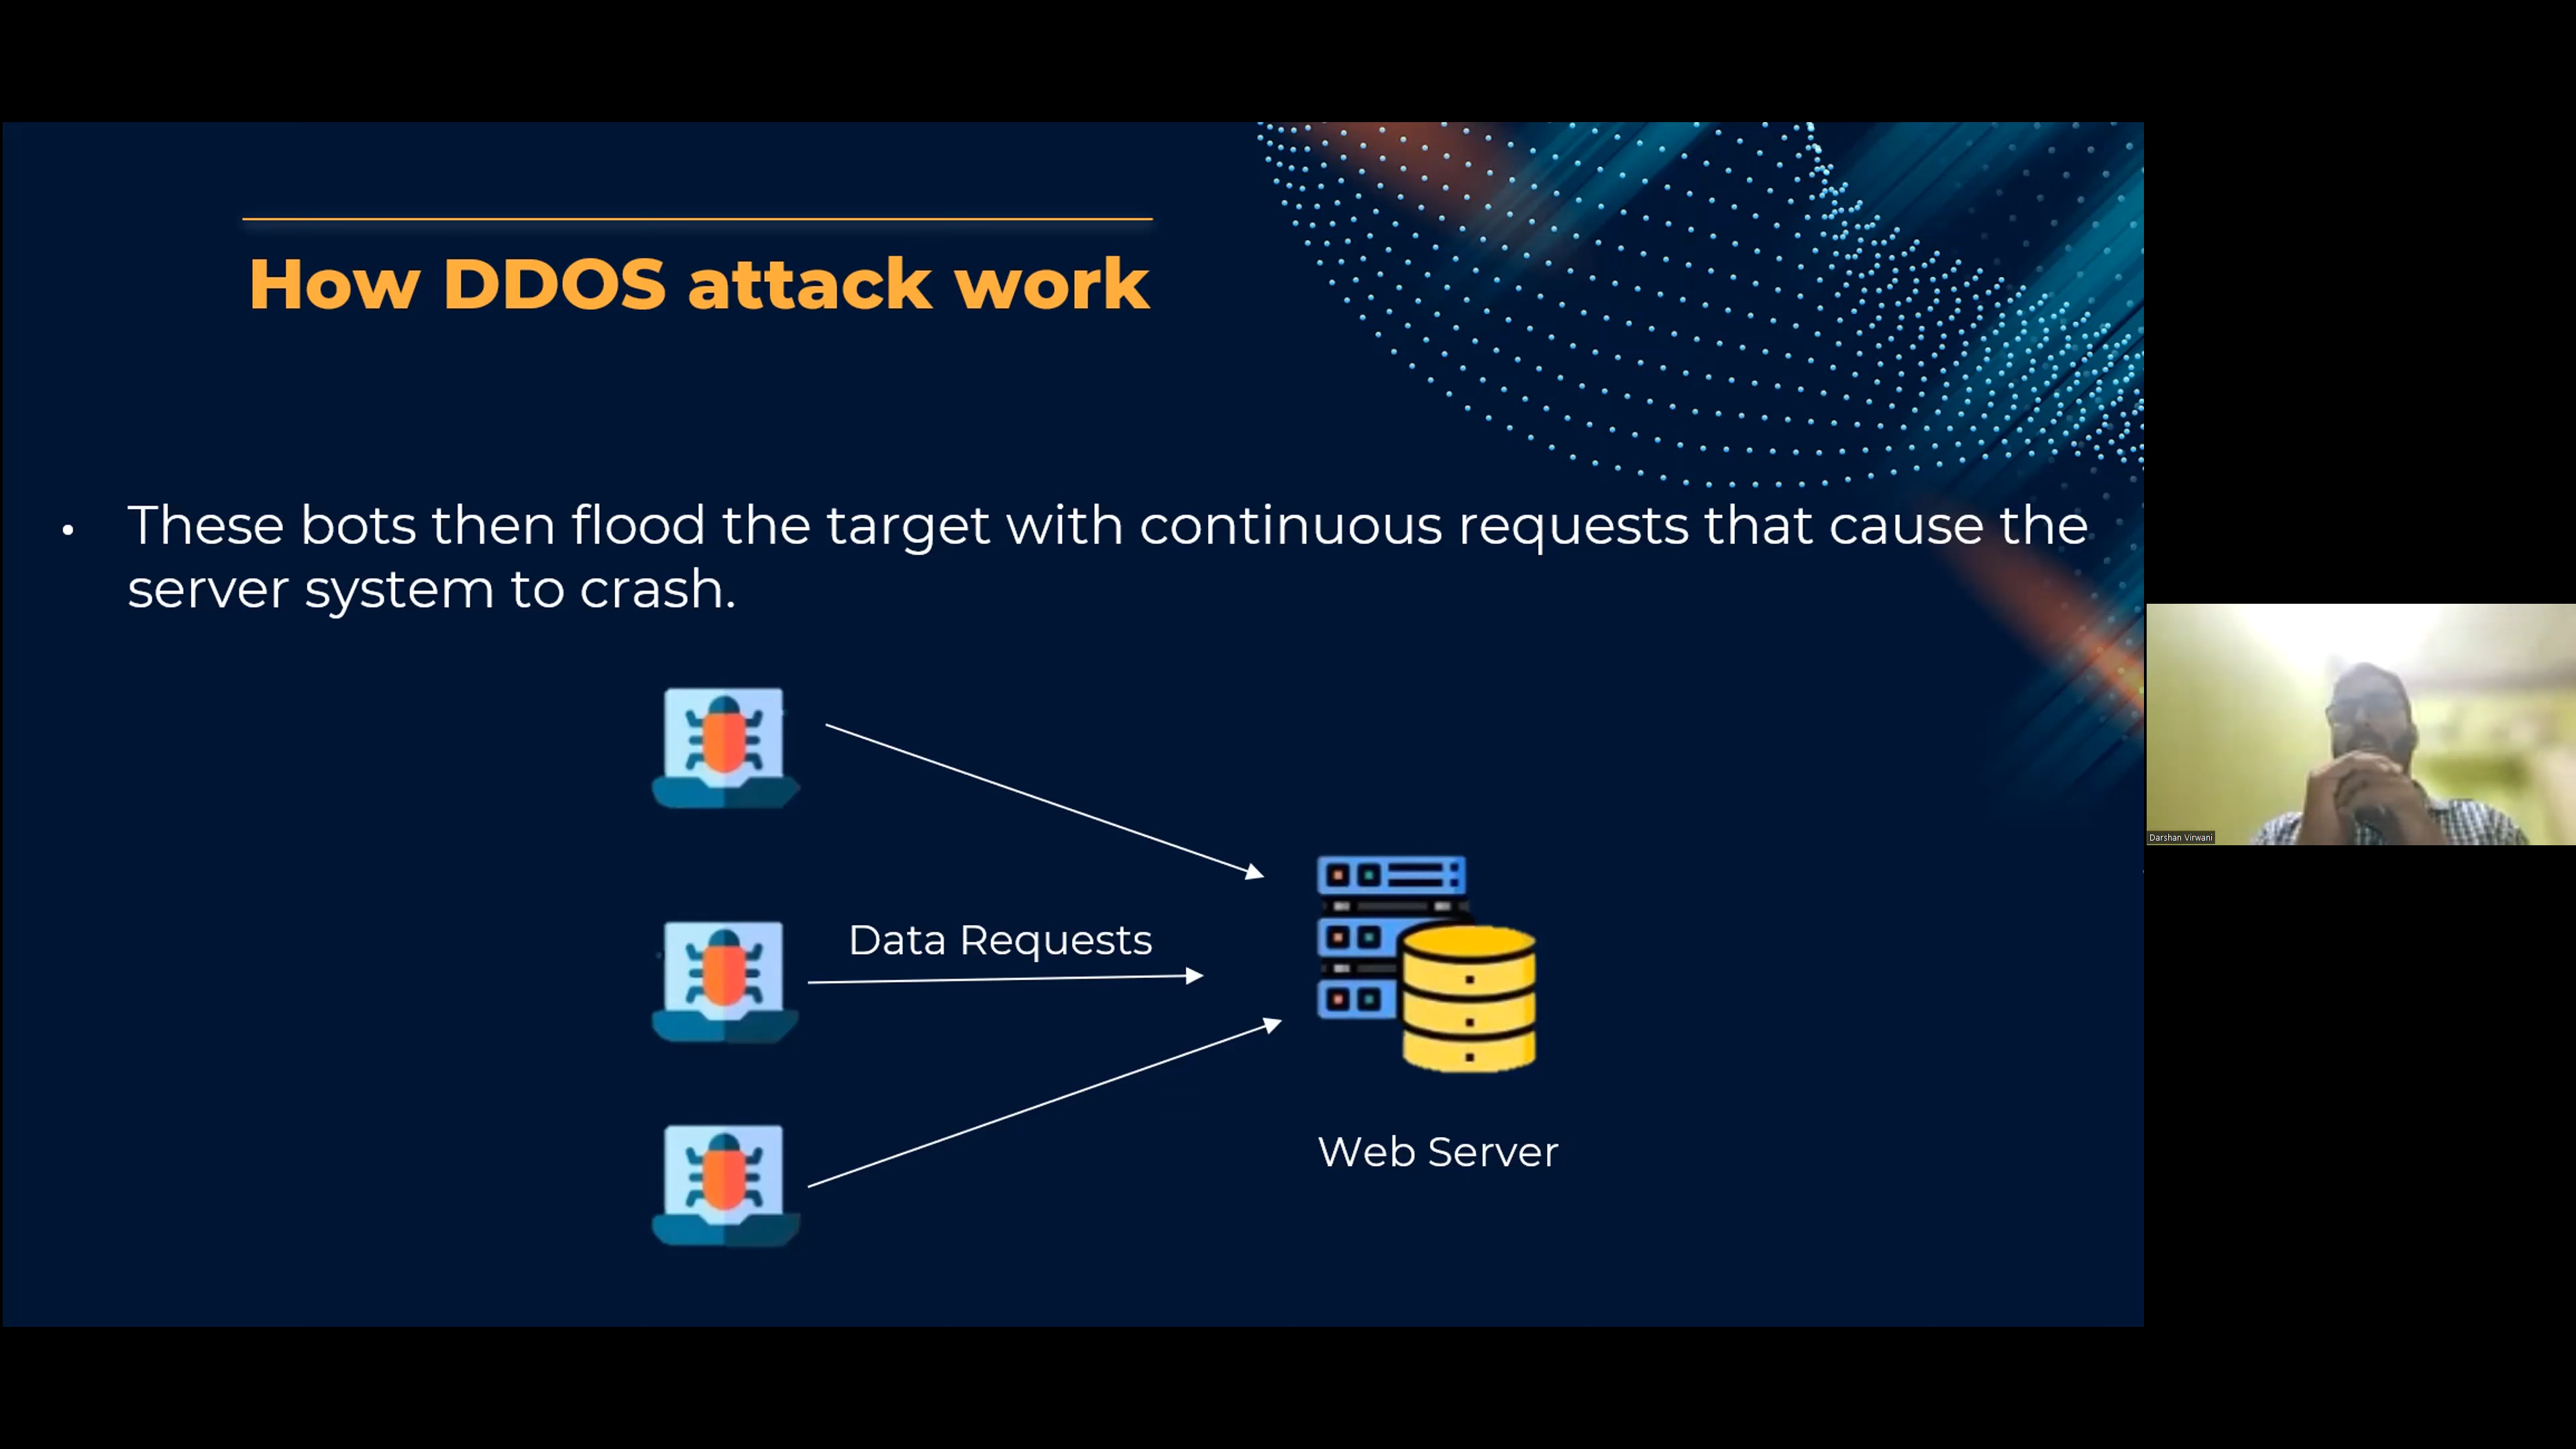 How DDOS attack work
• These bots then flood the target with continuous requests that cause the
server system to crash.
Data Requests
Web Server
Darshan Virwani